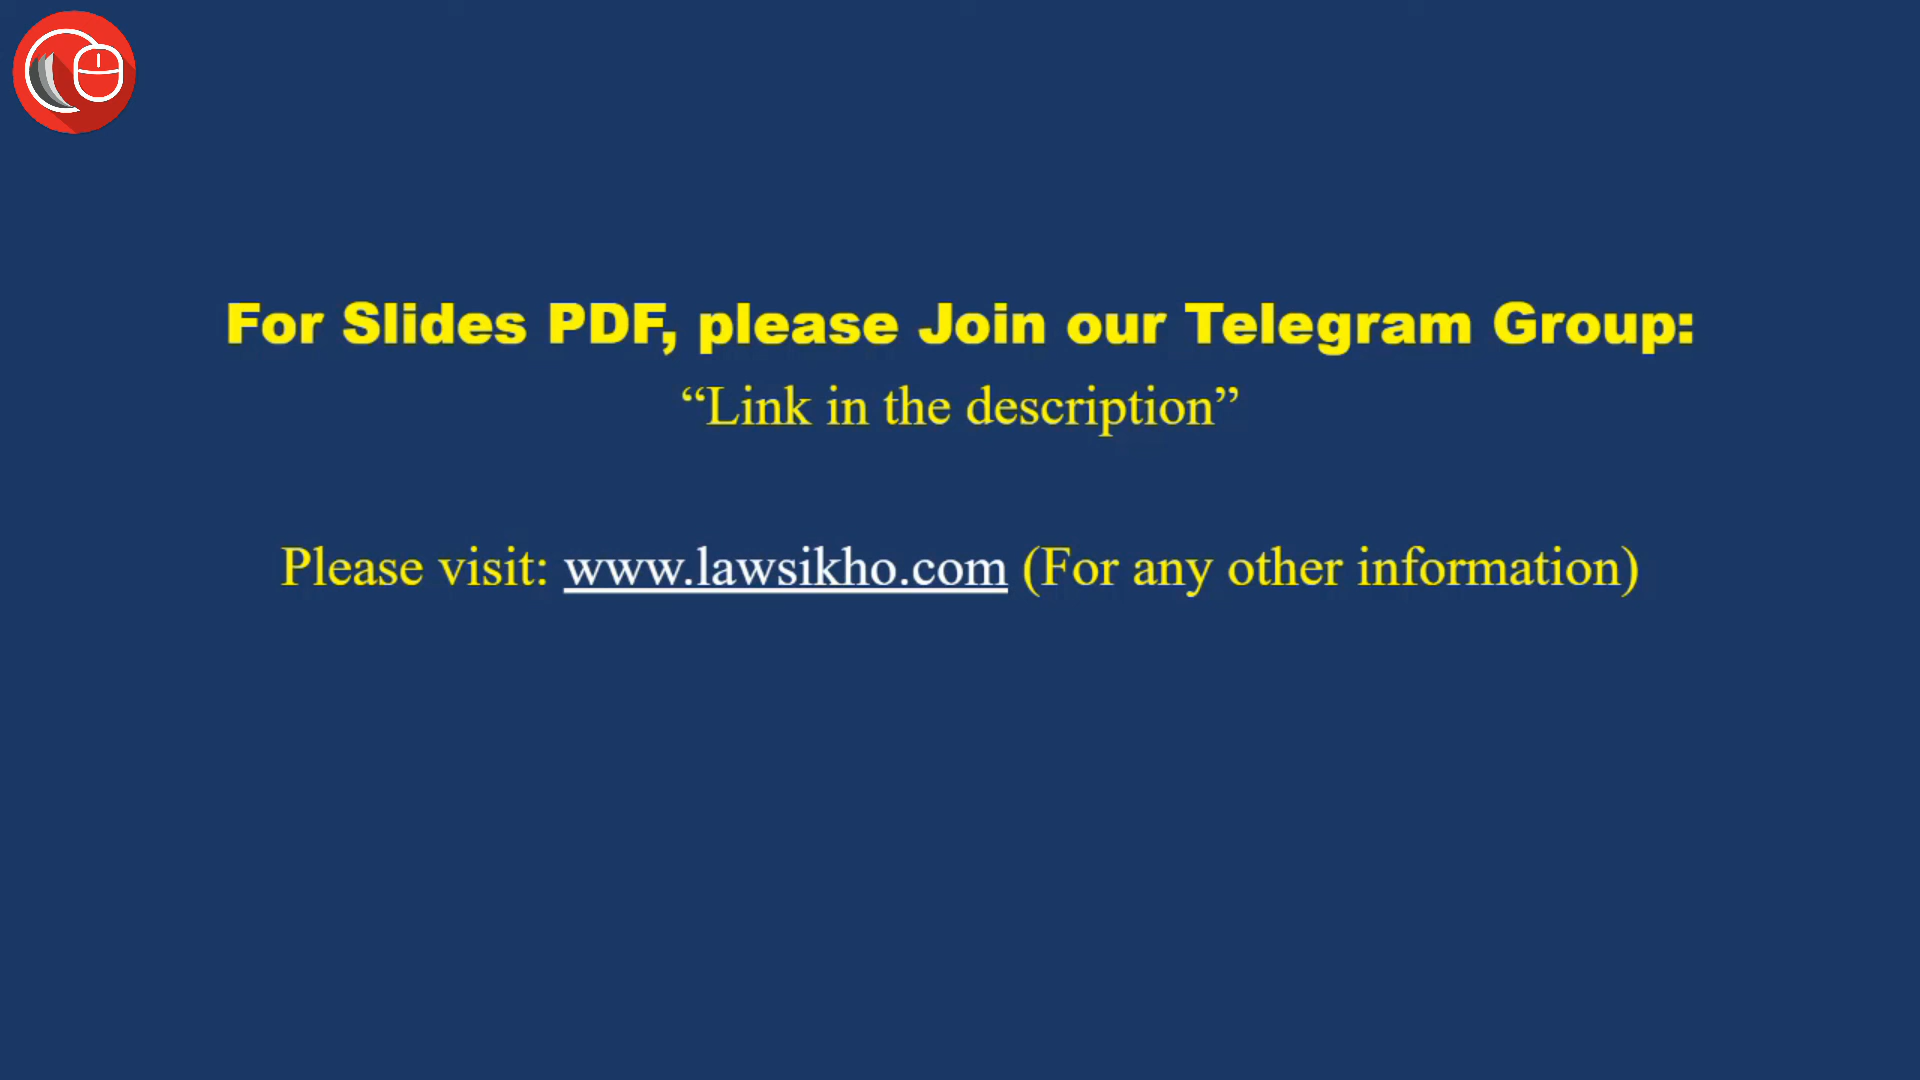 For Slides PDF, please Join our Telegram Group:
“Link in the description”
Please visit: www.lawsikho.com (For any other information)